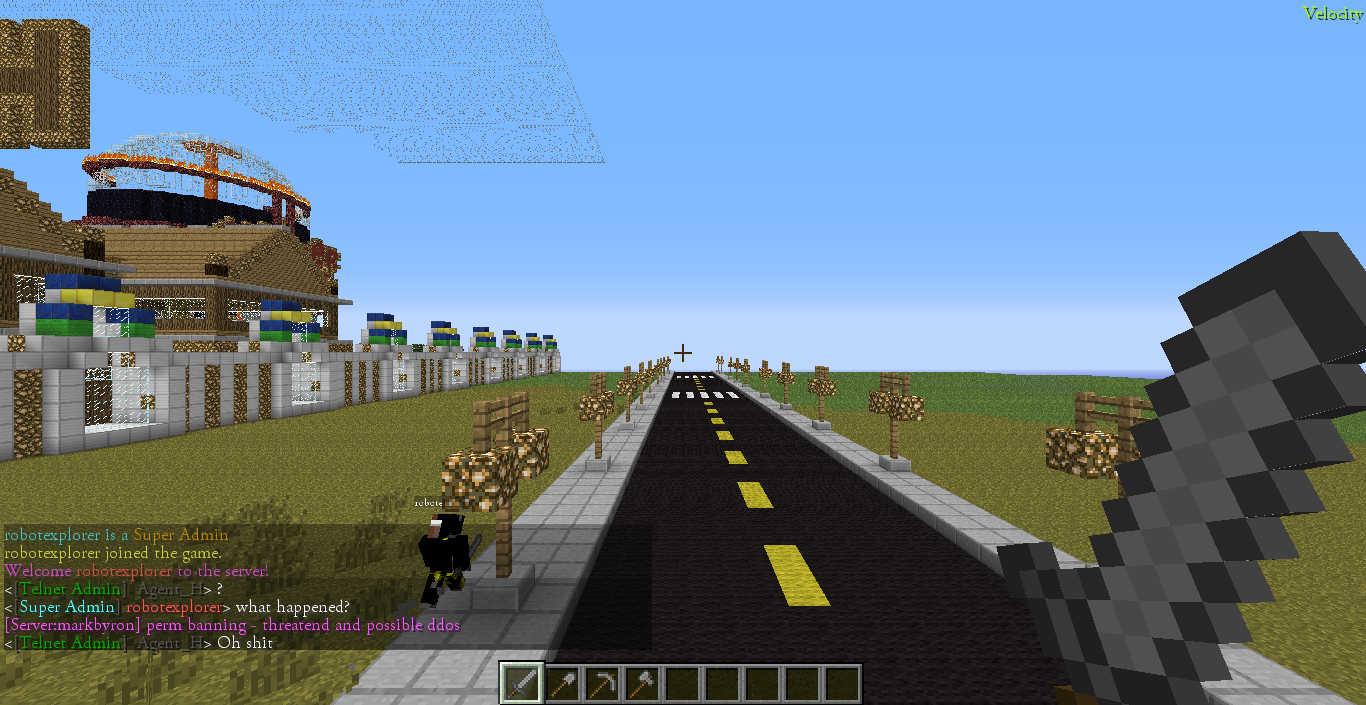 Velocity
robote
robotexplorer is a Super Admin
robotexplorer joined the game.
Welcome robotexplorer to the server!
<[Telnet Admin] Agent_H> ?
<[Super Admin] robotexplorer> what happened?
[Server:markbyron] perm banning - threatend and possible ddos
<[Telnet Admin] Agent_H> Oh shit